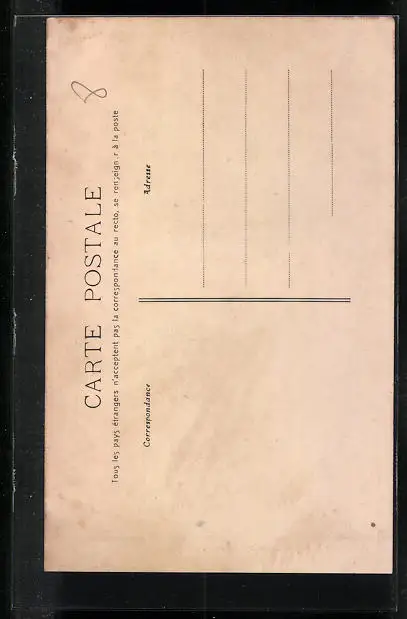 8
CARTE POSTALE
Tous les pays étrangers n'acceptent pas la correspondance au recto, se renseigner à la poste
Correspondance
Adresse